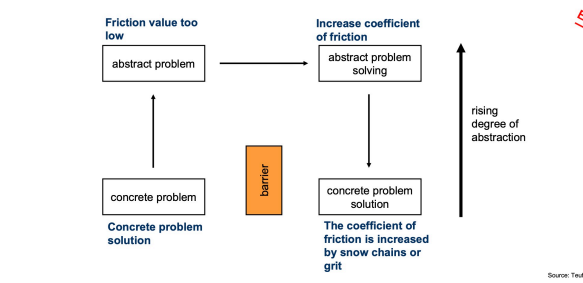 Friction value too
low
Increase coefficient
of friction
abstract problem
abstract problem
solving
rising
degree of
abstraction
barrier
concrete problem
concrete problem
solution
Concrete problem
solution
The coefficient of
friction is increased
by snow chains or
grit
Source: